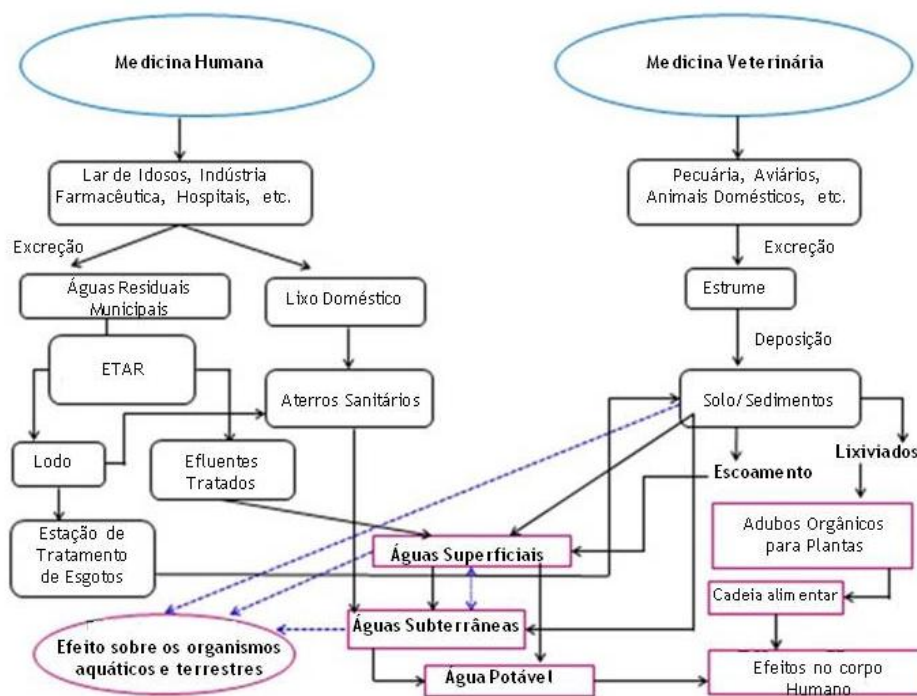 Medicina Humana
Medicina Veterinária
Lar de Idosos, Indústria
Farmacêutica, Hospitais, etc.
Pecuária, Aviários,
Animais Domésticos, etc.
Excreção
Excreção
Águas Residuais
Municipais
Lixo Doméstico
Estrume
Deposição
ETAR
Aterros Sanitários
Solo/Sedimentos
Lodo
Efluentes
Tratados
Escoamento
Lixiviados
Estação de
Tratamento
de Esgotos
Águas Superficiais
Adubos Orgânicos
para Plantas
Cadeia alimentar
Águas Subterrâneas
Efeito sobre os organismos
aquáticos e terrestres
Água Potável
Efeitos no corpo
Humano